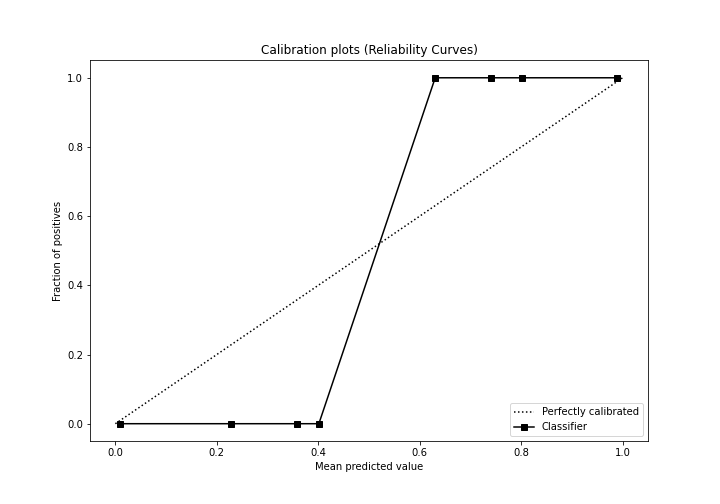 Calibration plots (Reliability Curves)
1.0
0.8
0.6
0.4
0.2
0.0
Fraction of positives
Perfectly calibrated
Classifier
0.0 0.2 0.4 0.6 0.8 1.0
Mean predicted value